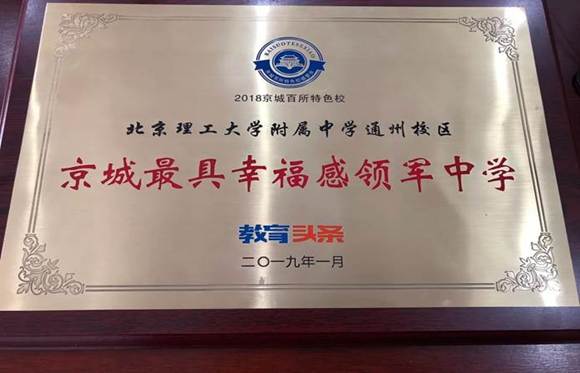 BAISUOTESEXIAO
2018京城百所特色校
北京理工大学附属中学通州校区
京城最具幸福感领军中学
教育头条
二〇一九年一月